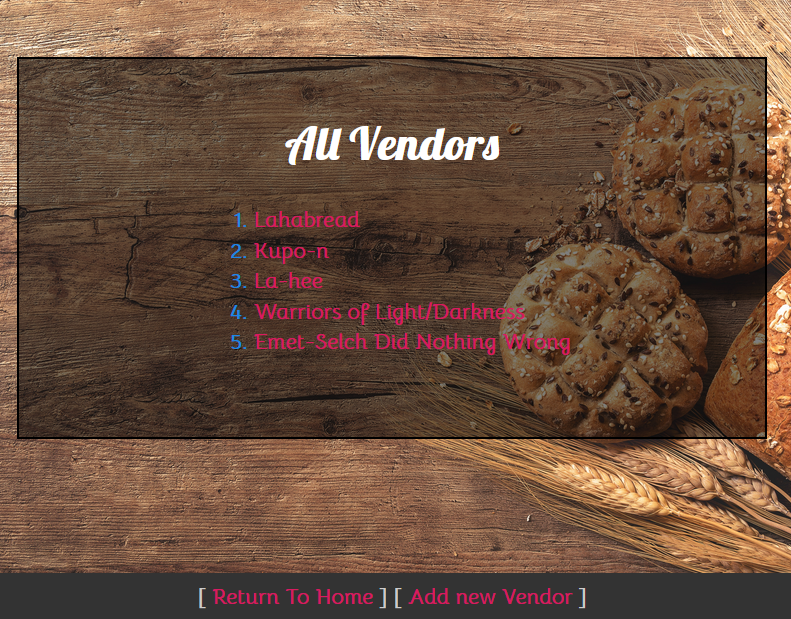 All Vendors
1. Lahabread
2. Kupo-n
3. La-hee
4. Warriors of Light/Darkness
5. Emet-Selch Did Nothing Wrong
[ Return To Home ] [ Add new Vendor ]